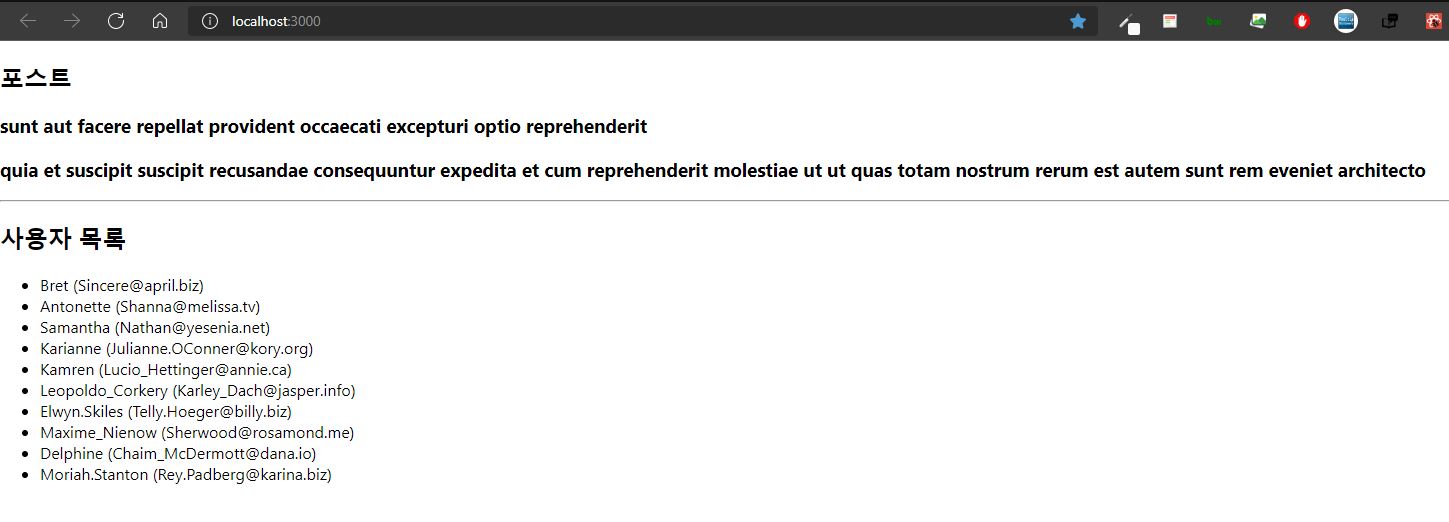 localhost:3000
포스트
sunt aut facere repellat provident occaecati excepturi optio reprehenderit
quia et suscipit suscipit recusandae consequuntur expedita et cum reprehenderit molestiae ut ut quas totam nostrum rerum est autem sunt rem eveniet architecto
사용자 목록
Bret (Sincere@april.biz)
Antonette (Shanna@melissa.tv)
Samantha (Nathan@yesenia.net)
Karianne (Julianne.OConner@kory.org)
Kamren (Lucio_Hettinger@annie.ca)
Leopoldo_Corkery (Karley_Dach@jasper.info)
Elwyn.Skiles (Telly.Hoeger@billy.biz)
Maxime_Nienow (Sherwood@rosamond.me)
Delphine (Chaim_McDermott@dana.io)
Moriah.Stanton (Rey.Padberg@karina.biz)